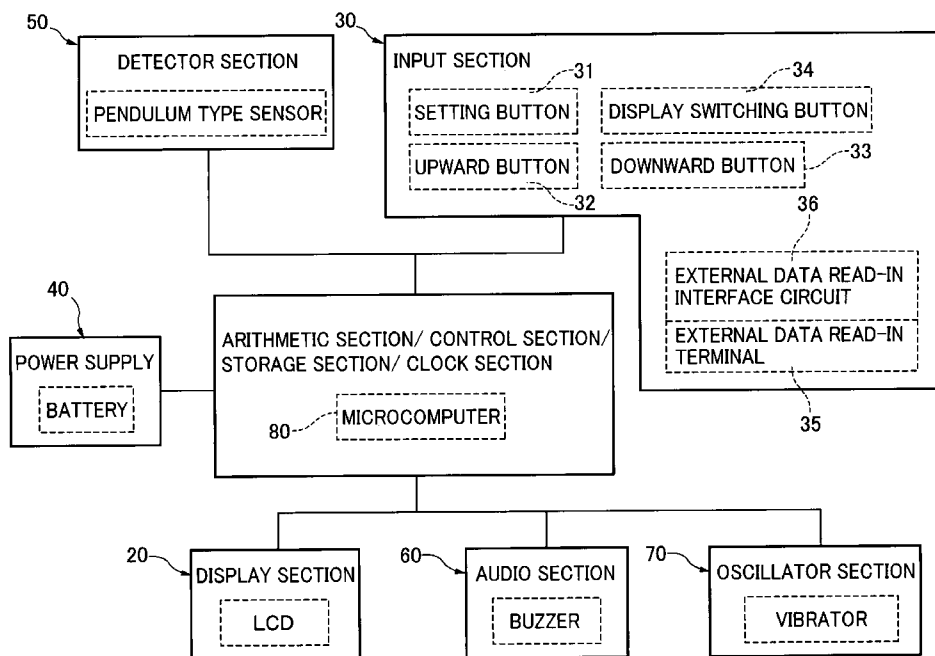 50
DETECTOR SECTION
PENDULUM TYPE SENSOR
30
INPUT SECTION
31
SETTING BUTTON
34
DISPLAY SWITCHING BUTTON
UPWARD BUTTON
32
DOWNWARD BUTTON
33
36
EXTERNAL DATA READ-IN
INTERFACE CIRCUIT
EXTERNAL DATA READ-IN
TERMINAL
35
40
POWER SUPPLY
BATTERY
ARITHMETIC SECTION/ CONTROL SECTION/
STORAGE SECTION/ CLOCK SECTION
80
MICROCOMPUTER
20
DISPLAY SECTION
LCD
60
AUDIO SECTION
BUZZER
70
OSCILLATOR SECTION
VIBRATOR